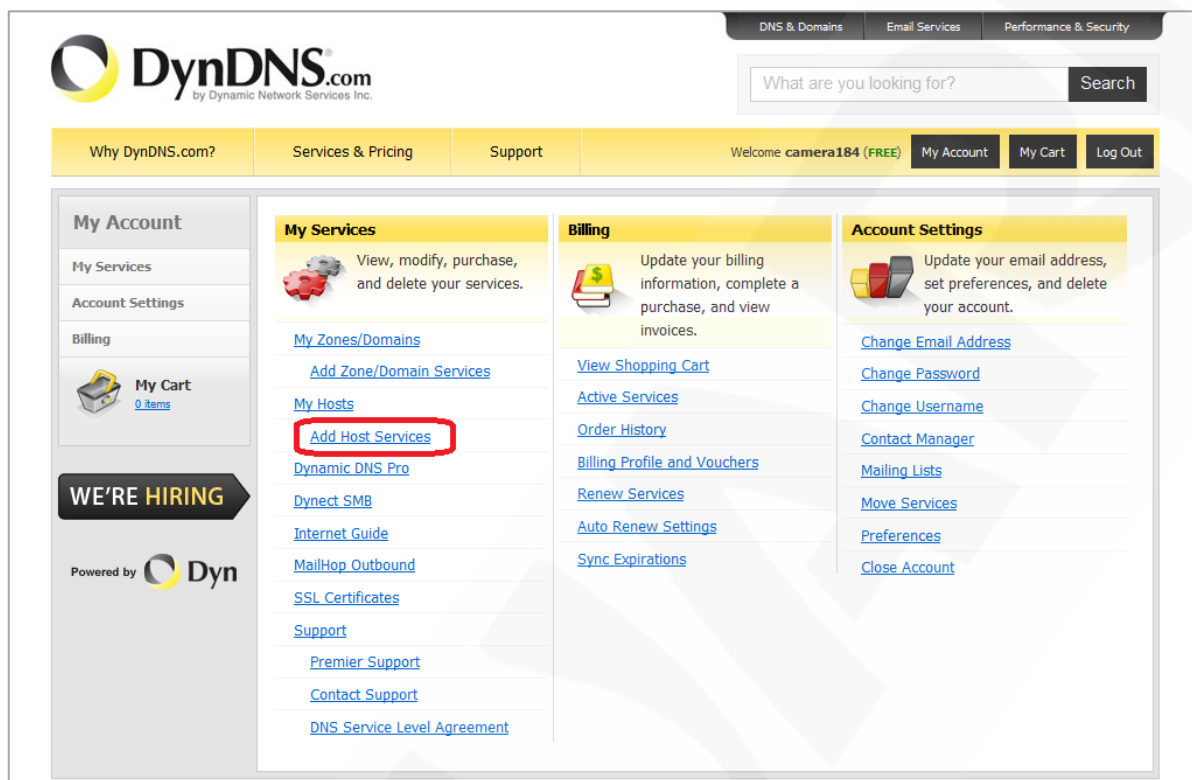 DNS & Domains
Email Services
Performance & Security
DynDNS.com
by Dynamic Network Services Inc.
What are you looking for?
Search
Why DynDNS.com?
Services & Pricing
Support
Welcome camera184 (FREE)
My Account
My Cart
Log Out
My Account
My Services
Account Settings
Billing
My Cart
0 items
WE'RE HIRING
Powered by Dyn
My Services
View, modify, purchase,
and delete your services.
My Zones/Domains
Add Zone/Domain Services
My Hosts
Add Host Services
Dynamic DNS Pro
Dynect SMB
Internet Guide
MailHop Outbound
SSL Certificates
Support
Premier Support
Contact Support
DNS Service Level Agreement
Billing
Update your billing
information, complete a
purchase, and view
invoices.
View Shopping Cart
Active Services
Order History
Billing Profile and Vouchers
Renew Services
Auto Renew Settings
Sync Expirations
Account Settings
Update your email address,
set preferences, and delete
your account.
Change Email Address
Change Password
Change Username
Contact Manager
Mailing Lists
Move Services
Preferences
Close Account